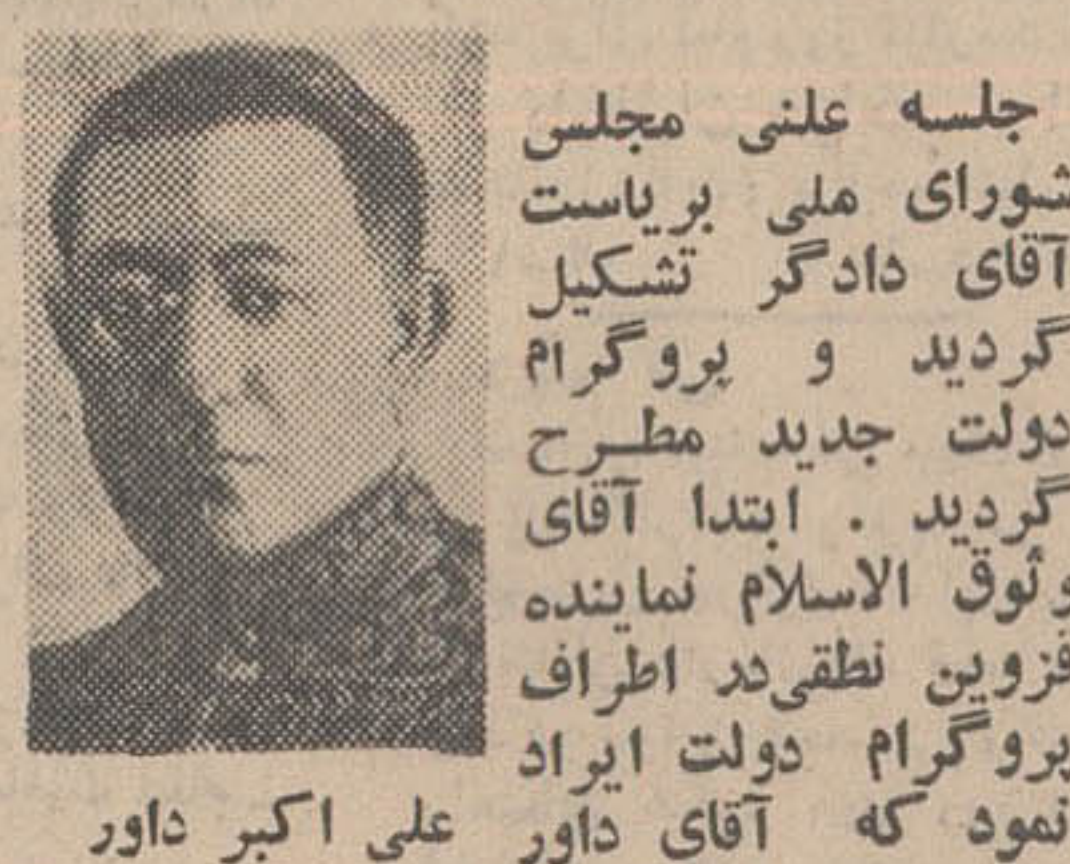 جلسه علنی مجلس
شورای ملی بریاست
آقای دادگر تشکیل
گردید و پروگرام
دولت جدید مطرح
گردید . ابتدا آقای
وثوق الاسلام نماینده
قزوین نطقی در اطراف
پروگرام دولت ایراد
نمود که آقای داور
علی اکبر داور